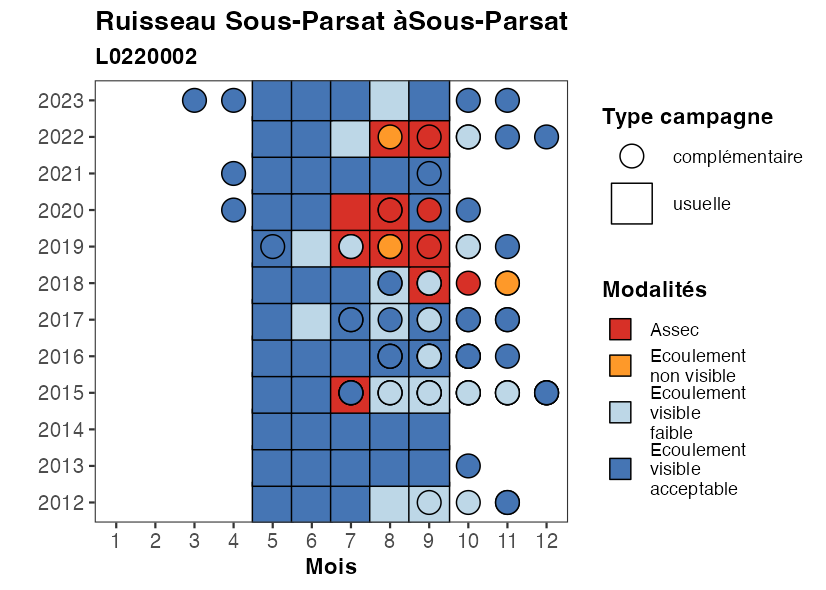 Ruisseau Sous-Parsat àSous-Parsat
L0220002
2023
2022
2021
2020
2019
2018
2017
2016
2015
2014
2013
2012
1 2 3 4 5 6 7 8 9 10 11 12
Mois
Type campagne
complémentaire
usuelle
Modalités
Assec
Ecoulement
non visible
Ecoulement
visible
faible
Ecoulement
visible
acceptable